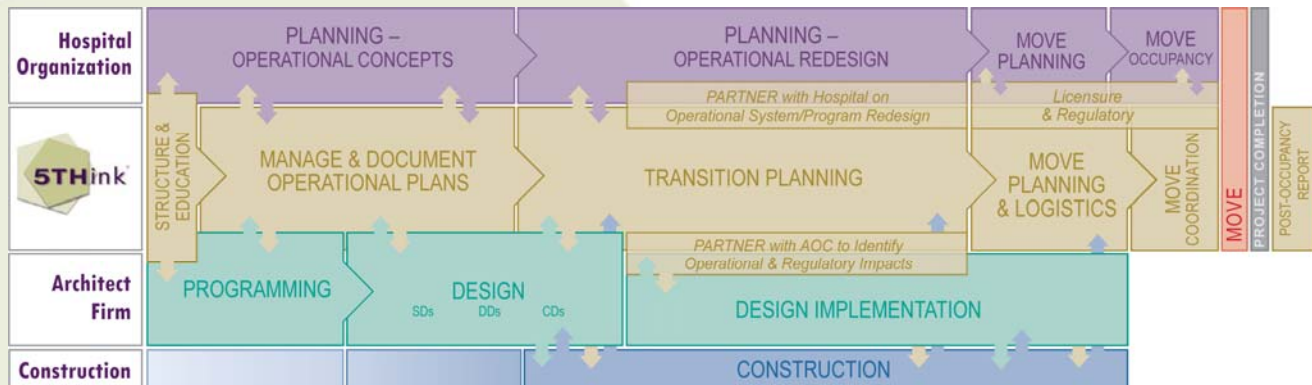 Hospital
Organization
PLANNING –
OPERATIONAL CONCEPTS
PLANNING –
OPERATIONAL REDESIGN
MOVE
PLANNING
MOVE
OCCUPANCY
PARTNER with Hospital on
Operational System/Program Redesign
Licensure
& Regulatory
5THink
STRUCTURE &
EDUCATION
MANAGE & DOCUMENT
OPERATIONAL PLANS
TRANSITION PLANNING
MOVE
PLANNING
& LOGISTICS
MOVE
COORDINATION
MOVE
PROJECT COMPLETION
POST-OCCUPANCY
REPORT
PARTNER with AOC to Identify
Operational & Regulatory Impacts
Architect
Firm
PROGRAMMING
DESIGN
SDs DDs CDs
DESIGN IMPLEMENTATION
Construction
CONSTRUCTION